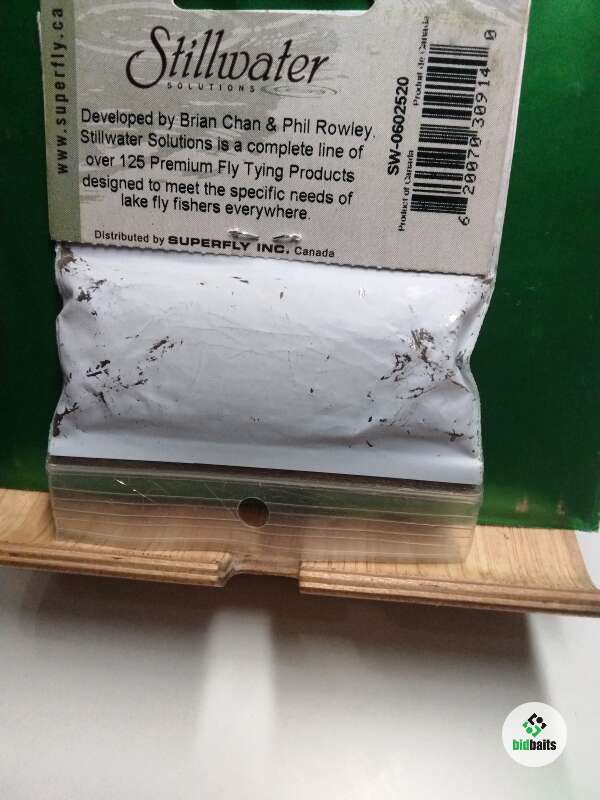 www.superfly.ca
Stillwater
SOLUTIONS
Developed by Brian Chan & Phil Rowley.
Stillwater Solutions is a complete line of
over 125 Premium Fly Tying Products
designed to meet the specific needs of
lake fly fishers everywhere.
Distributed by SUPERFLY INC. Canada
SW-0602520
Product of Canada
Produit de Canada
6 20070 30914 0
bidbaits